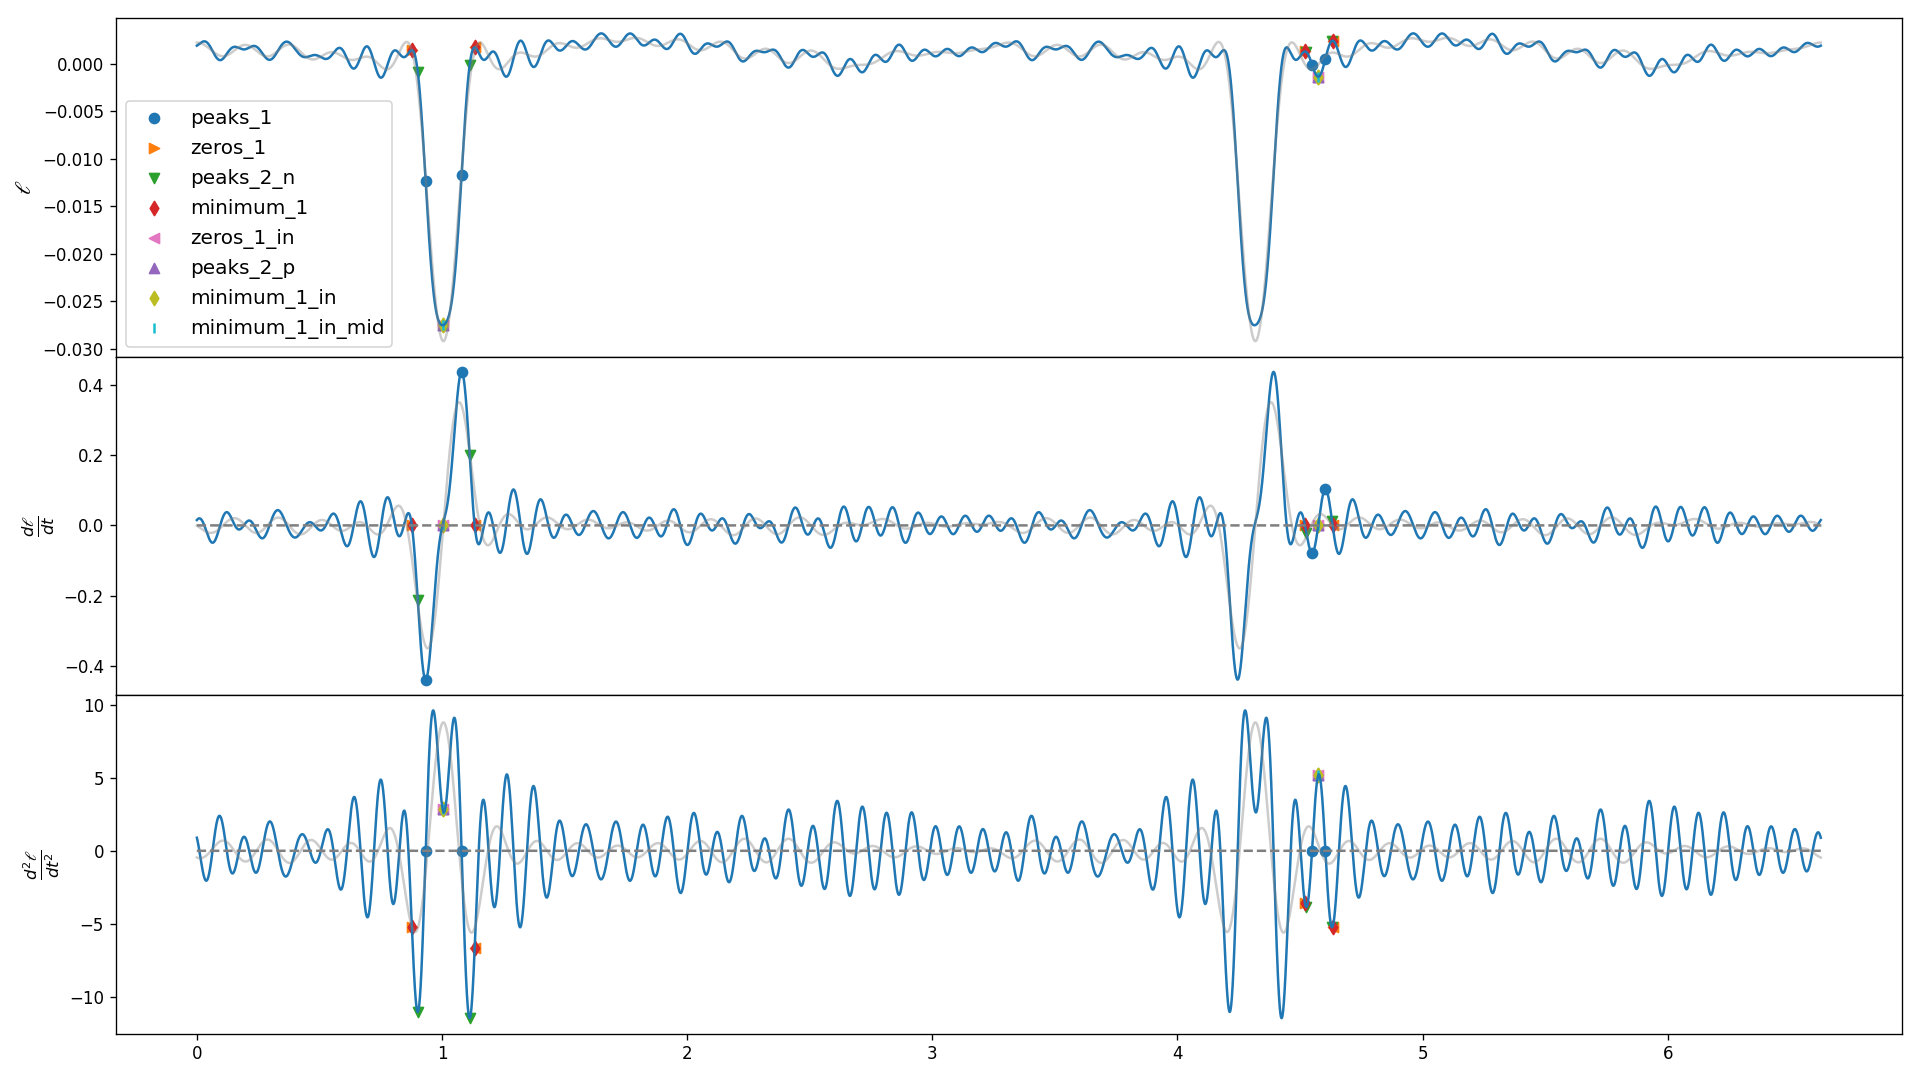 0.000
−0.005
−0.010
−0.015
−0.020
−0.025
−0.030
ℓ
peaks_1
zeros_1
peaks_2_n
minimum_1
zeros_1_in
peaks_2_p
minimum_1_in
minimum_1_in_mid
0.4
0.2
0.0
−0.2
−0.4
dℓ/dt
10
5
0
−5
−10
d²ℓ/dt²
0 1 2 3 4 5 6